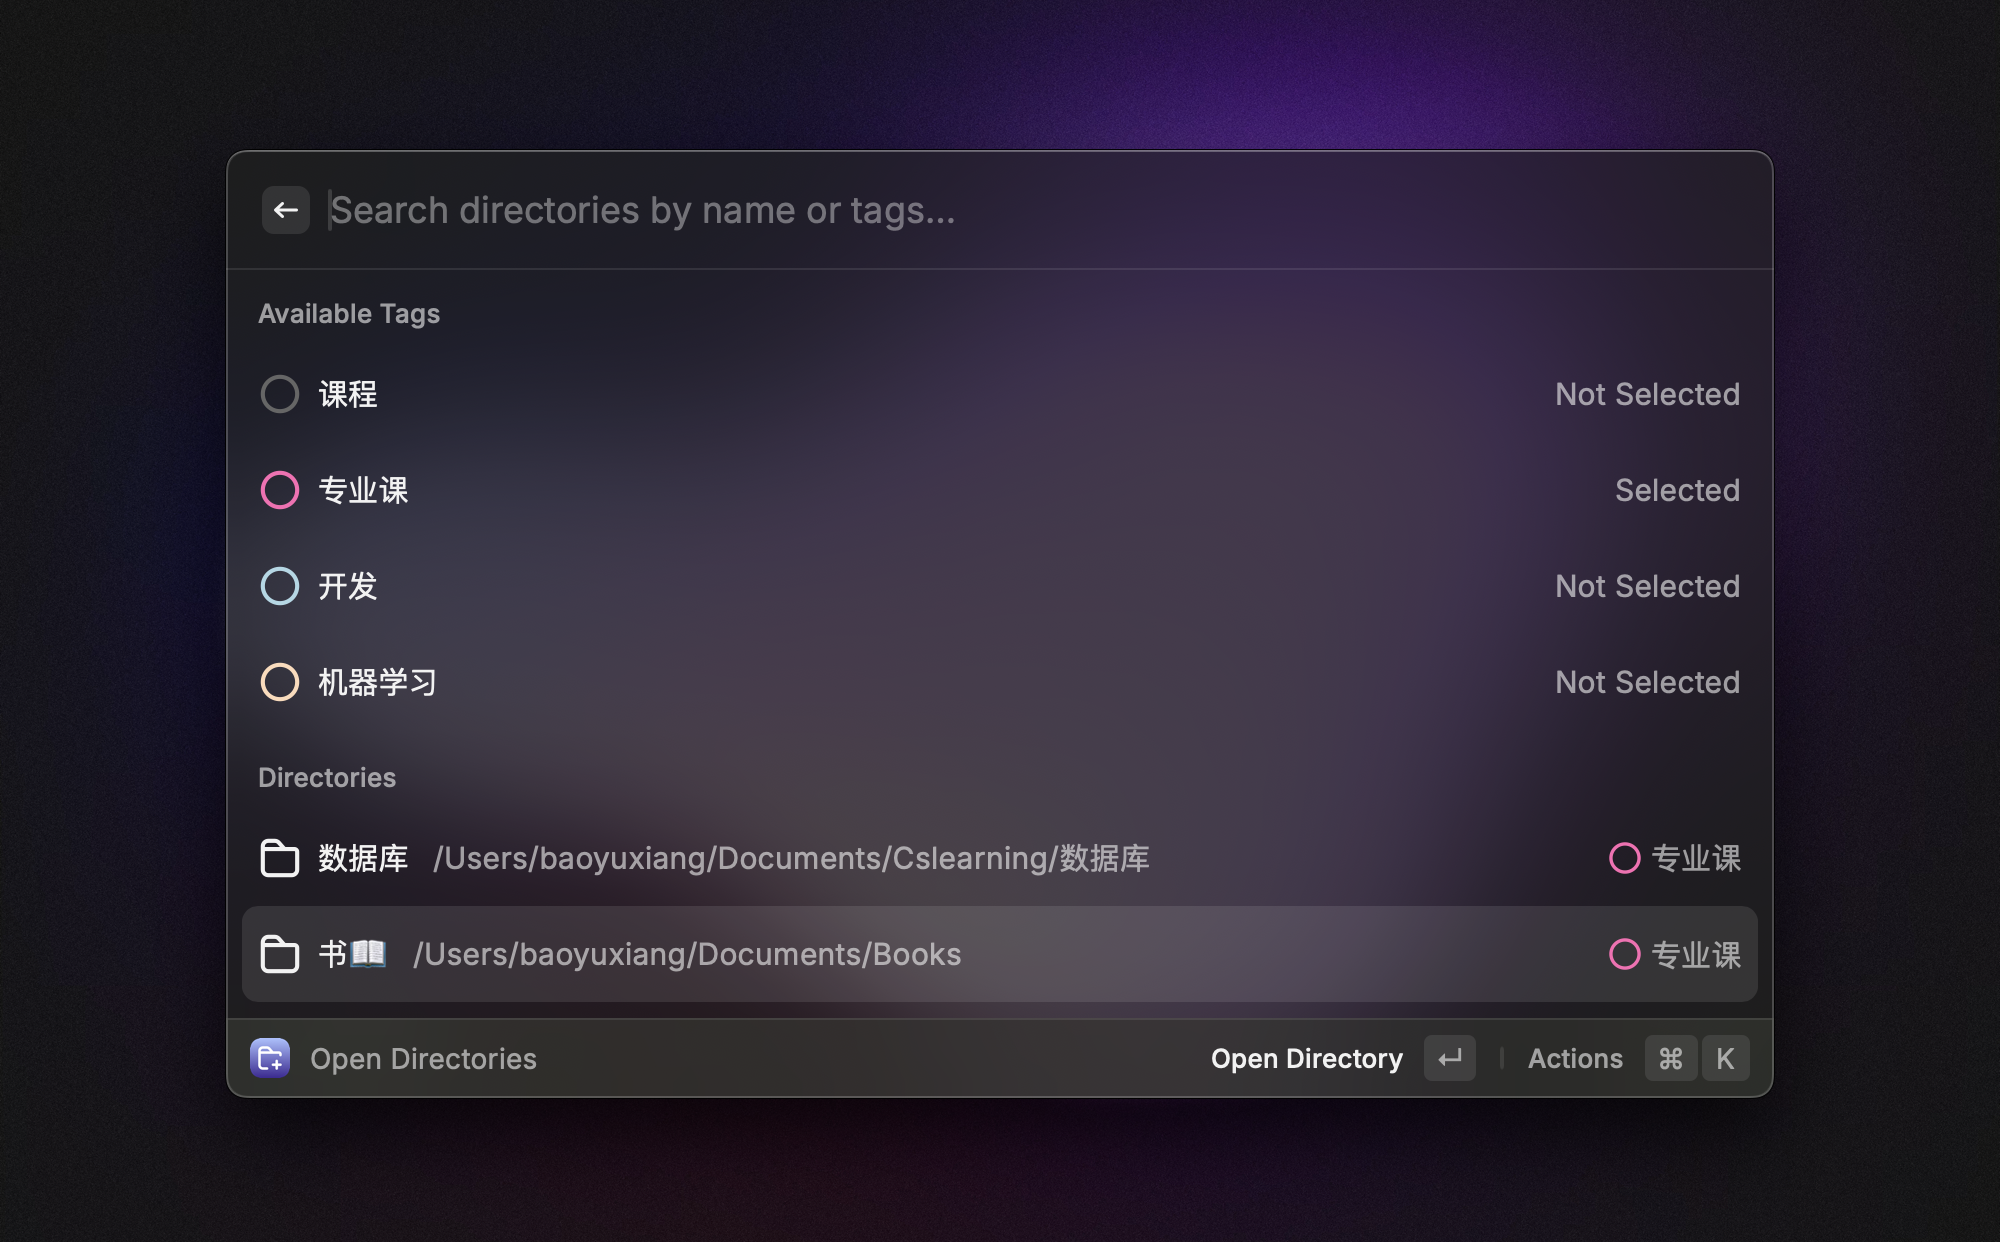 Search directories by name or tags...
Available Tags
课程 Not Selected
专业课 Selected
开发 Not Selected
机器学习 Not Selected
Directories
数据库 /Users/baoyuxiang/Documents/Cslearning/数据库 专业课
书📖 /Users/baoyuxiang/Documents/Books 专业课
Open Directories Open Directory ↵ Actions ⌘ K